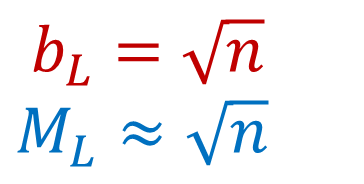 b_L = √n
M_L ≈ √n